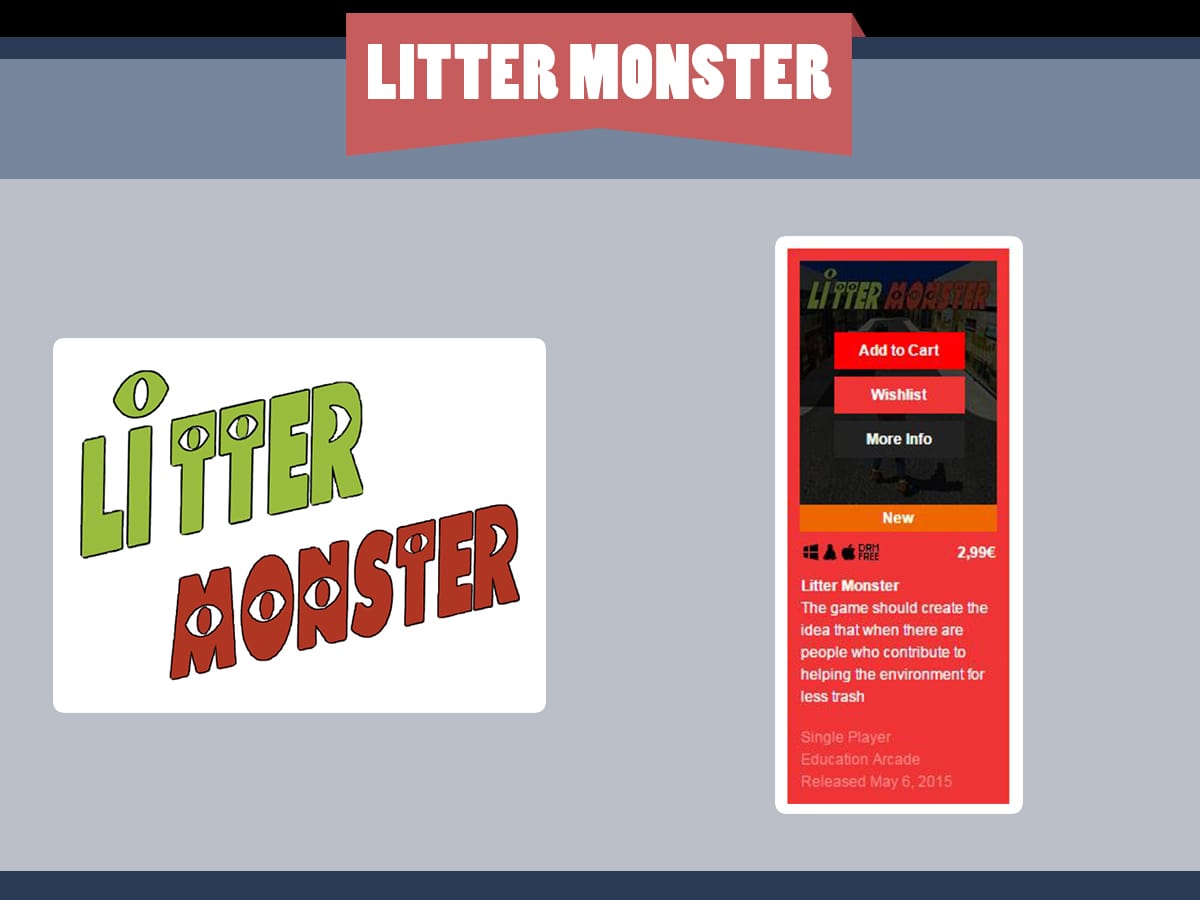 LITTER MONSTER
LiTTER
MONSTER
LiTTER MONSTER
Add to Cart
Wishlist
More Info
New
DRM
FREE
2,99€
Litter Monster
The game should create the
idea that when there are
people who contribute to
helping the environment for
less trash
Single Player
Education Arcade
Released May 6, 2015